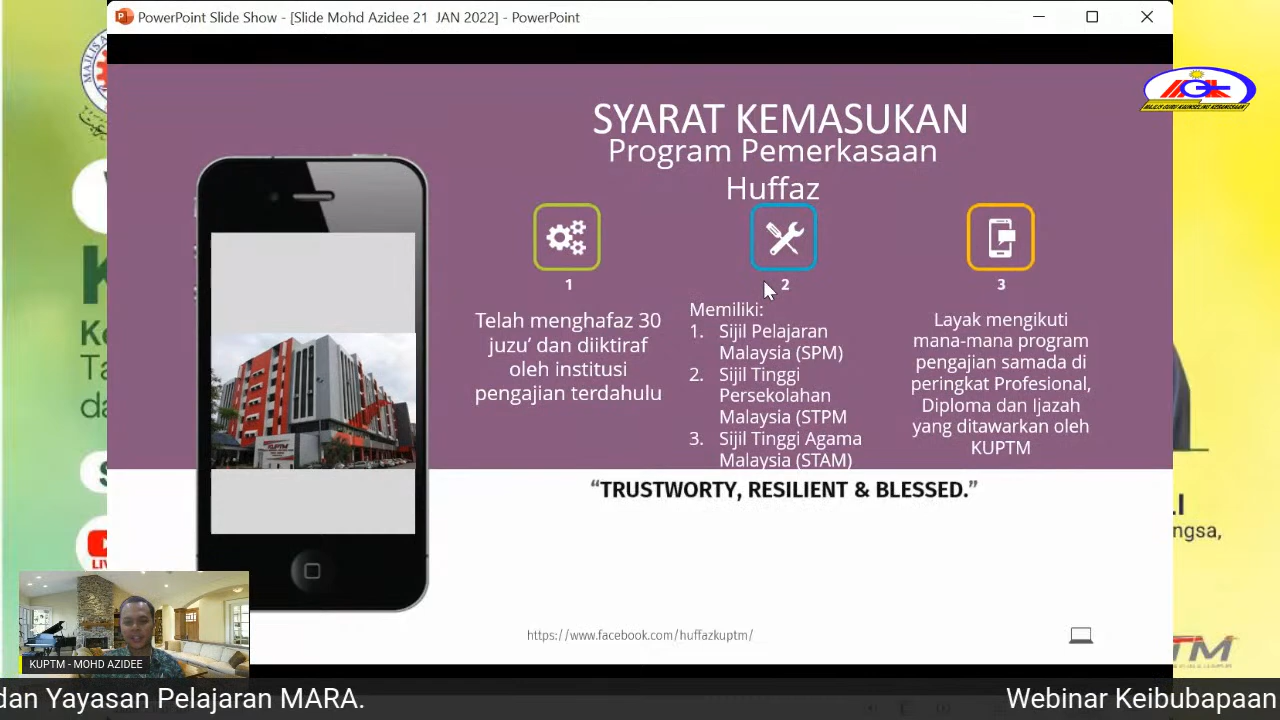 PowerPoint Slide Show - [Slide Mohd Azidee 21 JAN 2022] - PowerPoint
SYARAT KEMASUKAN
Program Pemerkasaan
Huffaz
1
Telah menghafaz 30
juzu’ dan diiktiraf
oleh institusi
pengajian terdahulu
2
Memiliki:
1. Sijil Pelajaran
Malaysia (SPM)
2. Sijil Tinggi
Persekolahan
Malaysia (STPM
3. Sijil Tinggi Agama
Malaysia (STAM)
3
Layak mengikuti
mana-mana program
pengajian samada di
peringkat Profesional,
Diploma dan Ijazah
yang ditawarkan oleh
KUPTM
“TRUSTWORTY, RESILIENT & BLESSED.”
https://www.facebook.com/huffazkuptm/
KUPTM - MOHD AZIDEE
dan Yayasan Pelajaran MARA.
Webinar Keibubapaan